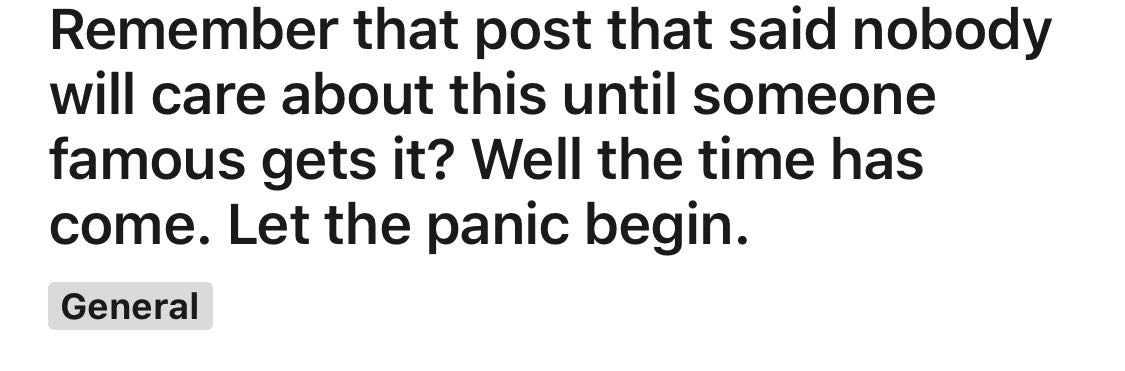 Remember that post that said nobody
will care about this until someone
famous gets it? Well the time has
come. Let the panic begin.
General